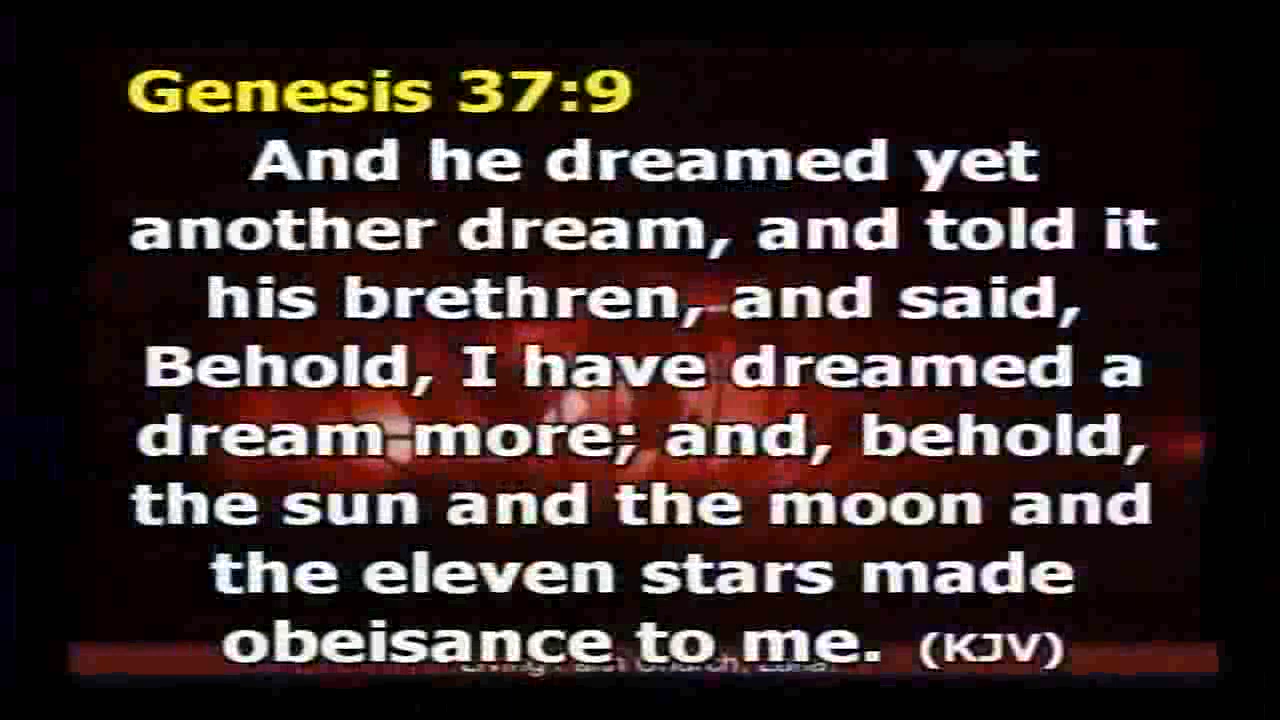 Genesis 37:9
And he dreamed yet
another dream, and told it
his brethren, and said,
Behold, I have dreamed a
dream more; and, behold,
the sun and the moon and
the eleven stars made
obeisance to me. (KJV)